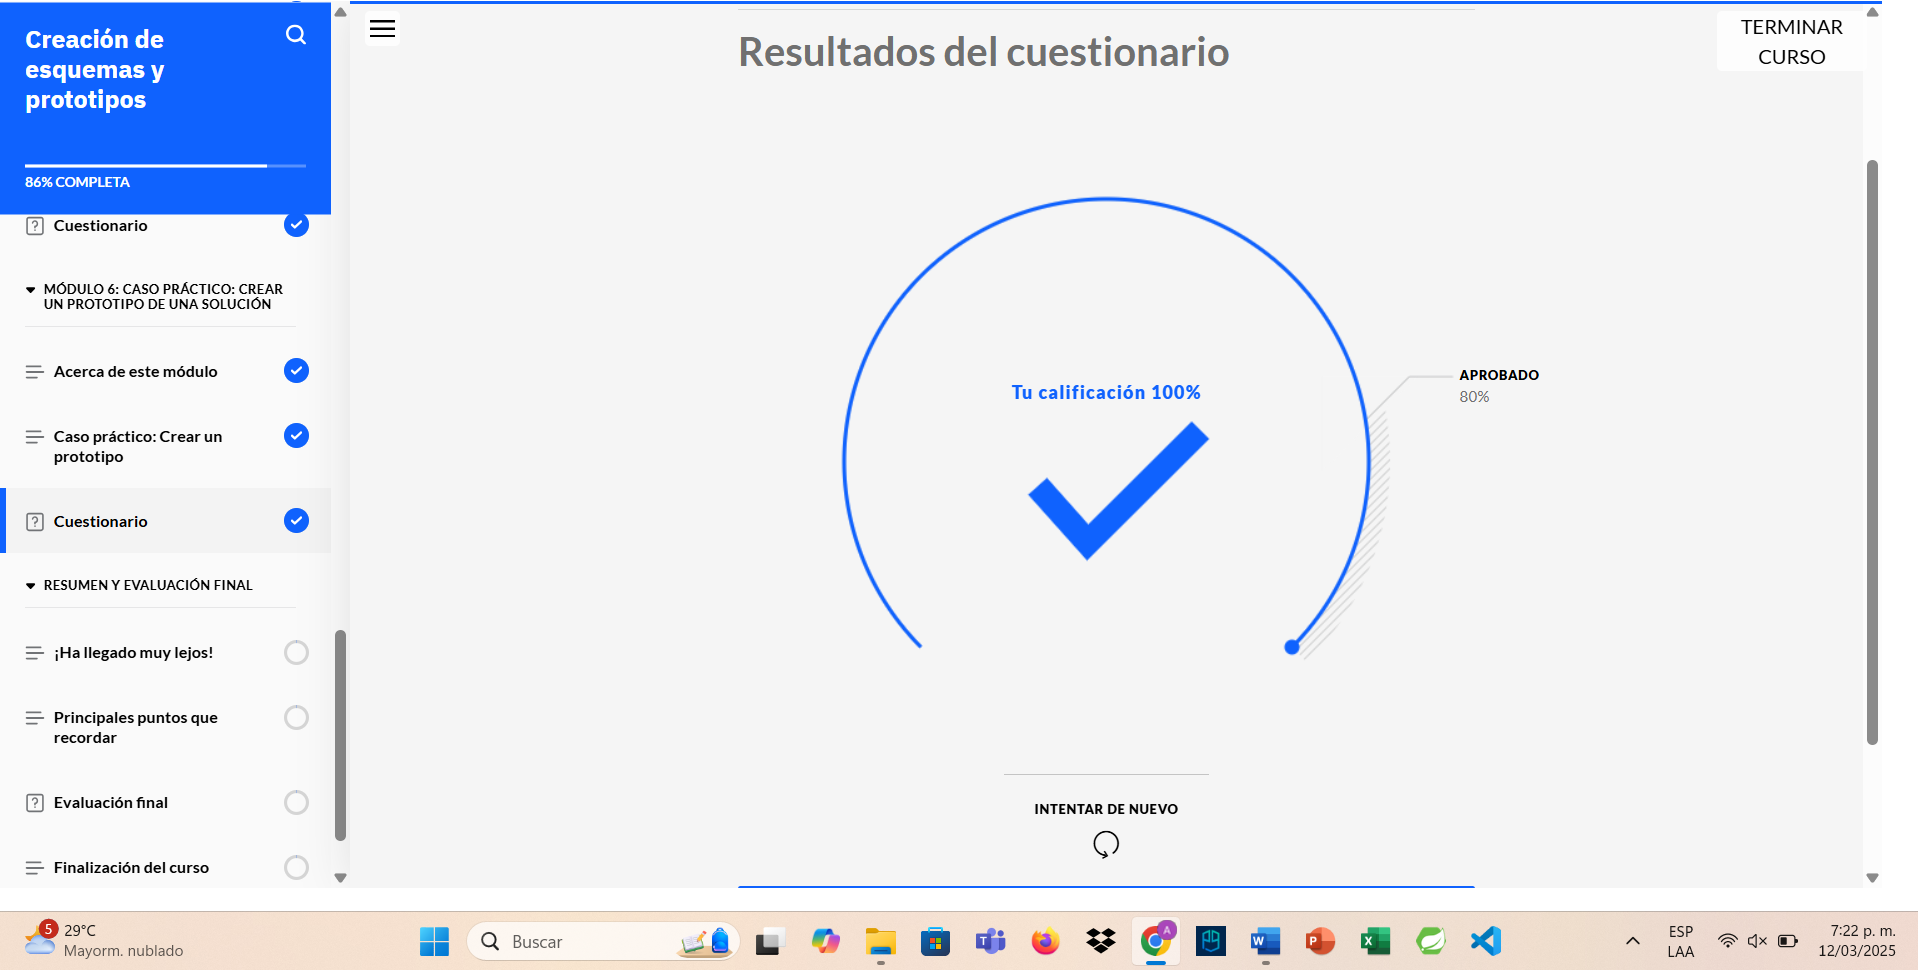 Creación de
esquemas y
prototipos
86% COMPLETA
Cuestionario
MÓDULO 6: CASO PRÁCTICO: CREAR
UN PROTOTIPO DE UNA SOLUCIÓN
Acerca de este módulo
Caso práctico: Crear un
prototipo
Cuestionario
RESUMEN Y EVALUACIÓN FINAL
¡Ha llegado muy lejos!
Principales puntos que
recordar
Evaluación final
Finalización del curso
Resultados del cuestionario
TERMINAR
CURSO
Tu calificación 100%
APROBADO
80%
INTENTAR DE NUEVO
5
29°C
Mayorm. nublado
Buscar
A
ESP
LAA
7:22 p. m.
12/03/2025